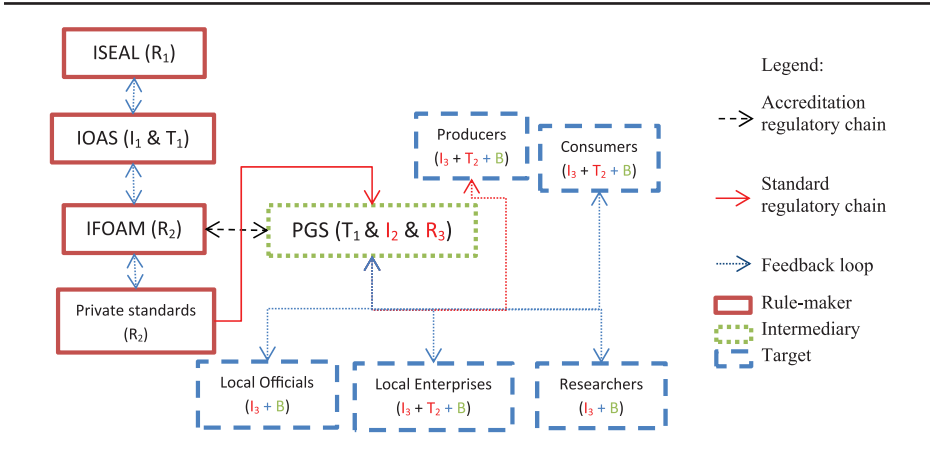 ISEAL (R₁)
IOAS (I₁ & T₁)
IFOAM (R₂)
Private standards
(R₂)
PGS (T₁ & I₂ & R₃)
Producers
(I₃ + T₂ + B)
Consumers
(I₃ + T₂ + B)
Local Officials
(I₃ + B)
Local Enterprises
(I₃ + T₂ + B)
Researchers
(I₃ + B)
Legend:
Accreditation
regulatory chain
Standard
regulatory chain
Feedback loop
Rule-maker
Intermediary
Target